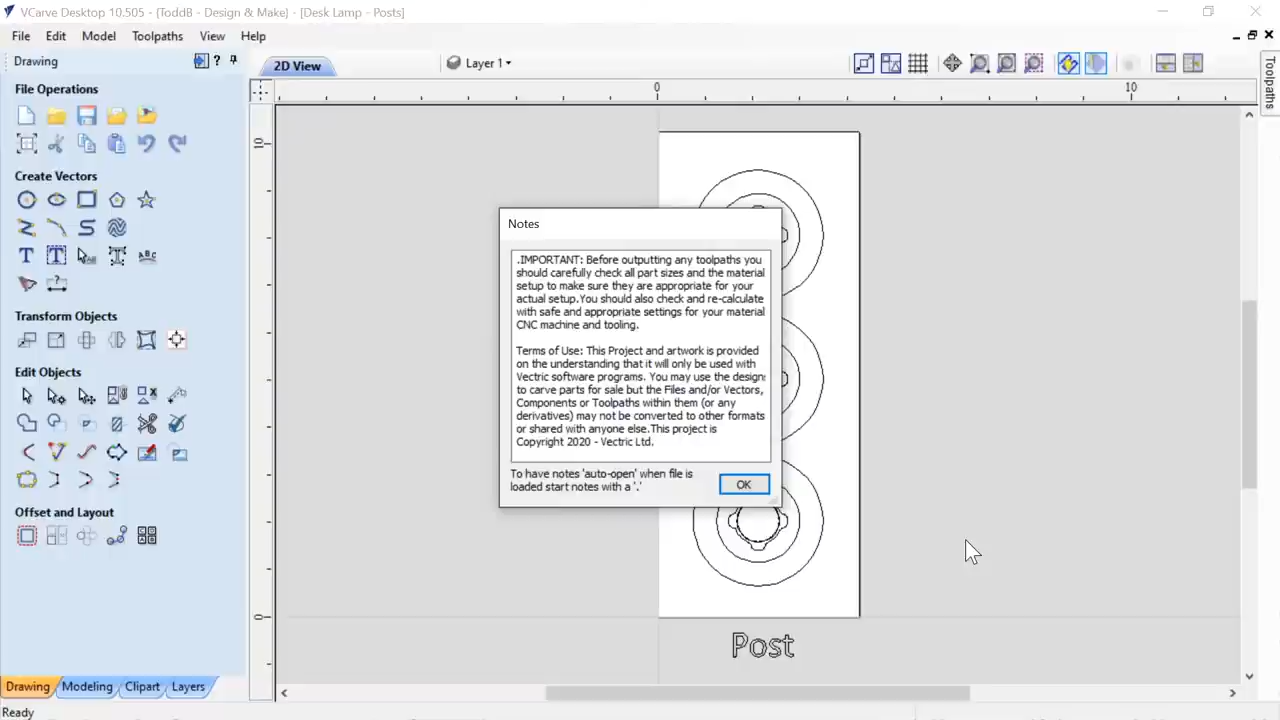 VCarve Desktop 10.505 - {ToddB - Design & Make} - [Desk Lamp - Posts]
File Edit Model Toolpaths View Help
Drawing
?
2D View
Layer 1
Toolpaths
File Operations
0
10
10
Create Vectors
Notes
.IMPORTANT: Before outputting any toolpaths you
should carefully check all part sizes and the material
setup to make sure they are appropriate for your
actual setup.You should also check and re-calculate
with safe and appropriate settings for your material
CNC machine and tooling.
Terms of Use: This Project and artwork is provided
on the understanding that it will only be used with
Vectric software programs. You may use the design
to carve parts for sale but the Files and/or Vectors,
Components or Toolpaths within them (or any
derivatives) may not be converted to other formats
or shared with anyone else.This project is
Copyright 2020 - Vectric Ltd.
To have notes 'auto-open' when file is
loaded start notes with a '.'
OK
Transform Objects
Edit Objects
Offset and Layout
0
Post
Drawing Modeling Clipart Layers
Ready